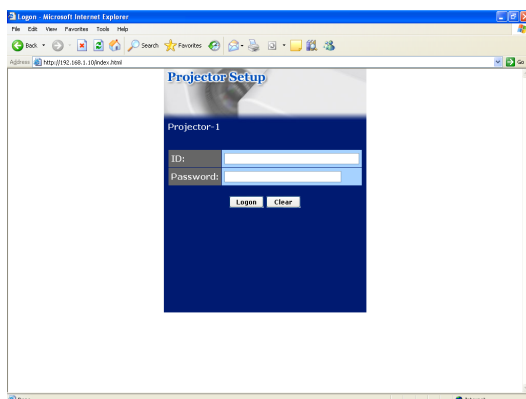 Logon - Microsoft Internet Explorer
File Edit View Favorites Tools Help
Back Search Favorites
Address http://192.168.1.10/index.html Go
Projector Setup
Projector-1
ID:
Password:
Logon Clear